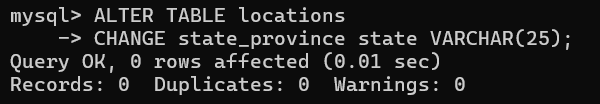 mysql> ALTER TABLE locations
    -> CHANGE state_province state VARCHAR(25);
Query OK, 0 rows affected (0.01 sec)
Records: 0  Duplicates: 0  Warnings: 0